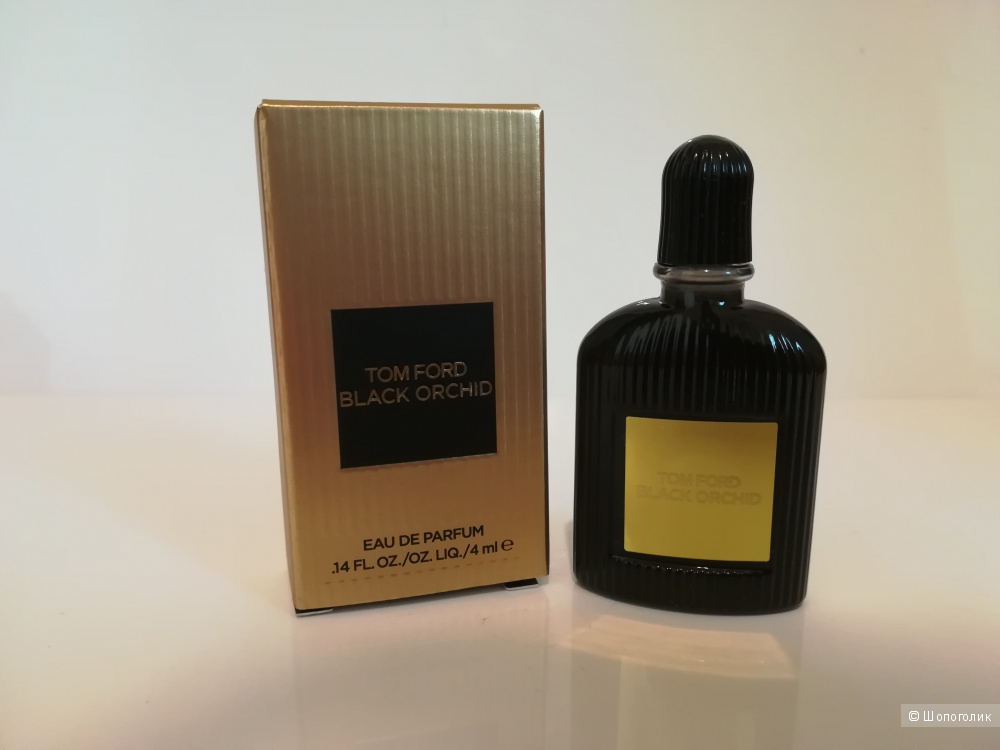 TOM FORD
BLACK ORCHID
EAU DE PARFUM
.14 FL. OZ./OZ. LIQ./4 ml ℮
TOM FORD
BLACK ORCHID
© Шопоголик